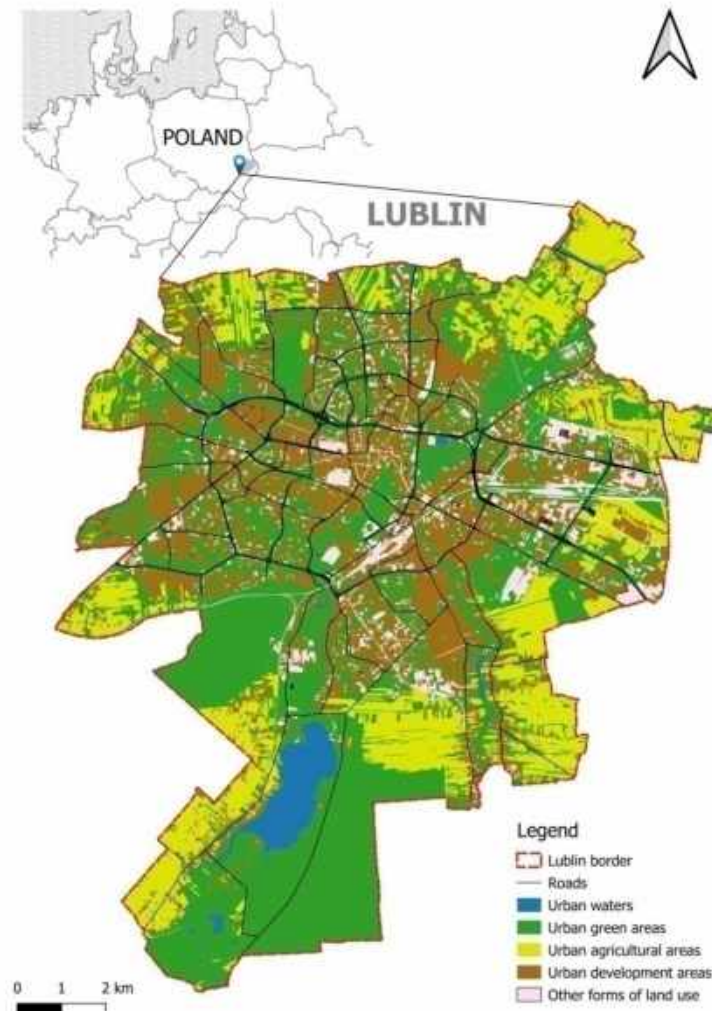 POLAND
LUBLIN
Legend
Lublin border
Roads
Urban waters
Urban green areas
Urban agricultural areas
Urban development areas
Other forms of land use
0 1 2 km